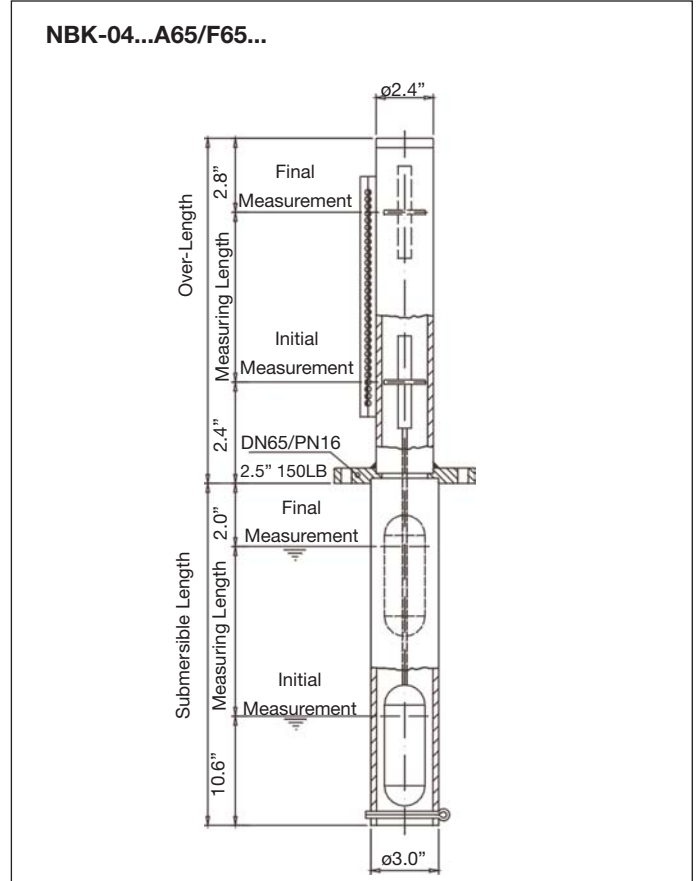 NBK-04...A65/F65...
ø2.4”
2.8”
Final
Measurement
Over-Length
Measuring Length
Initial
Measurement
2.4”
DN65/PN16
2.5” 150LB
2.0”
Final
Measurement
Submersible Length
Measuring Length
Initial
Measurement
10.6”
ø3.0”